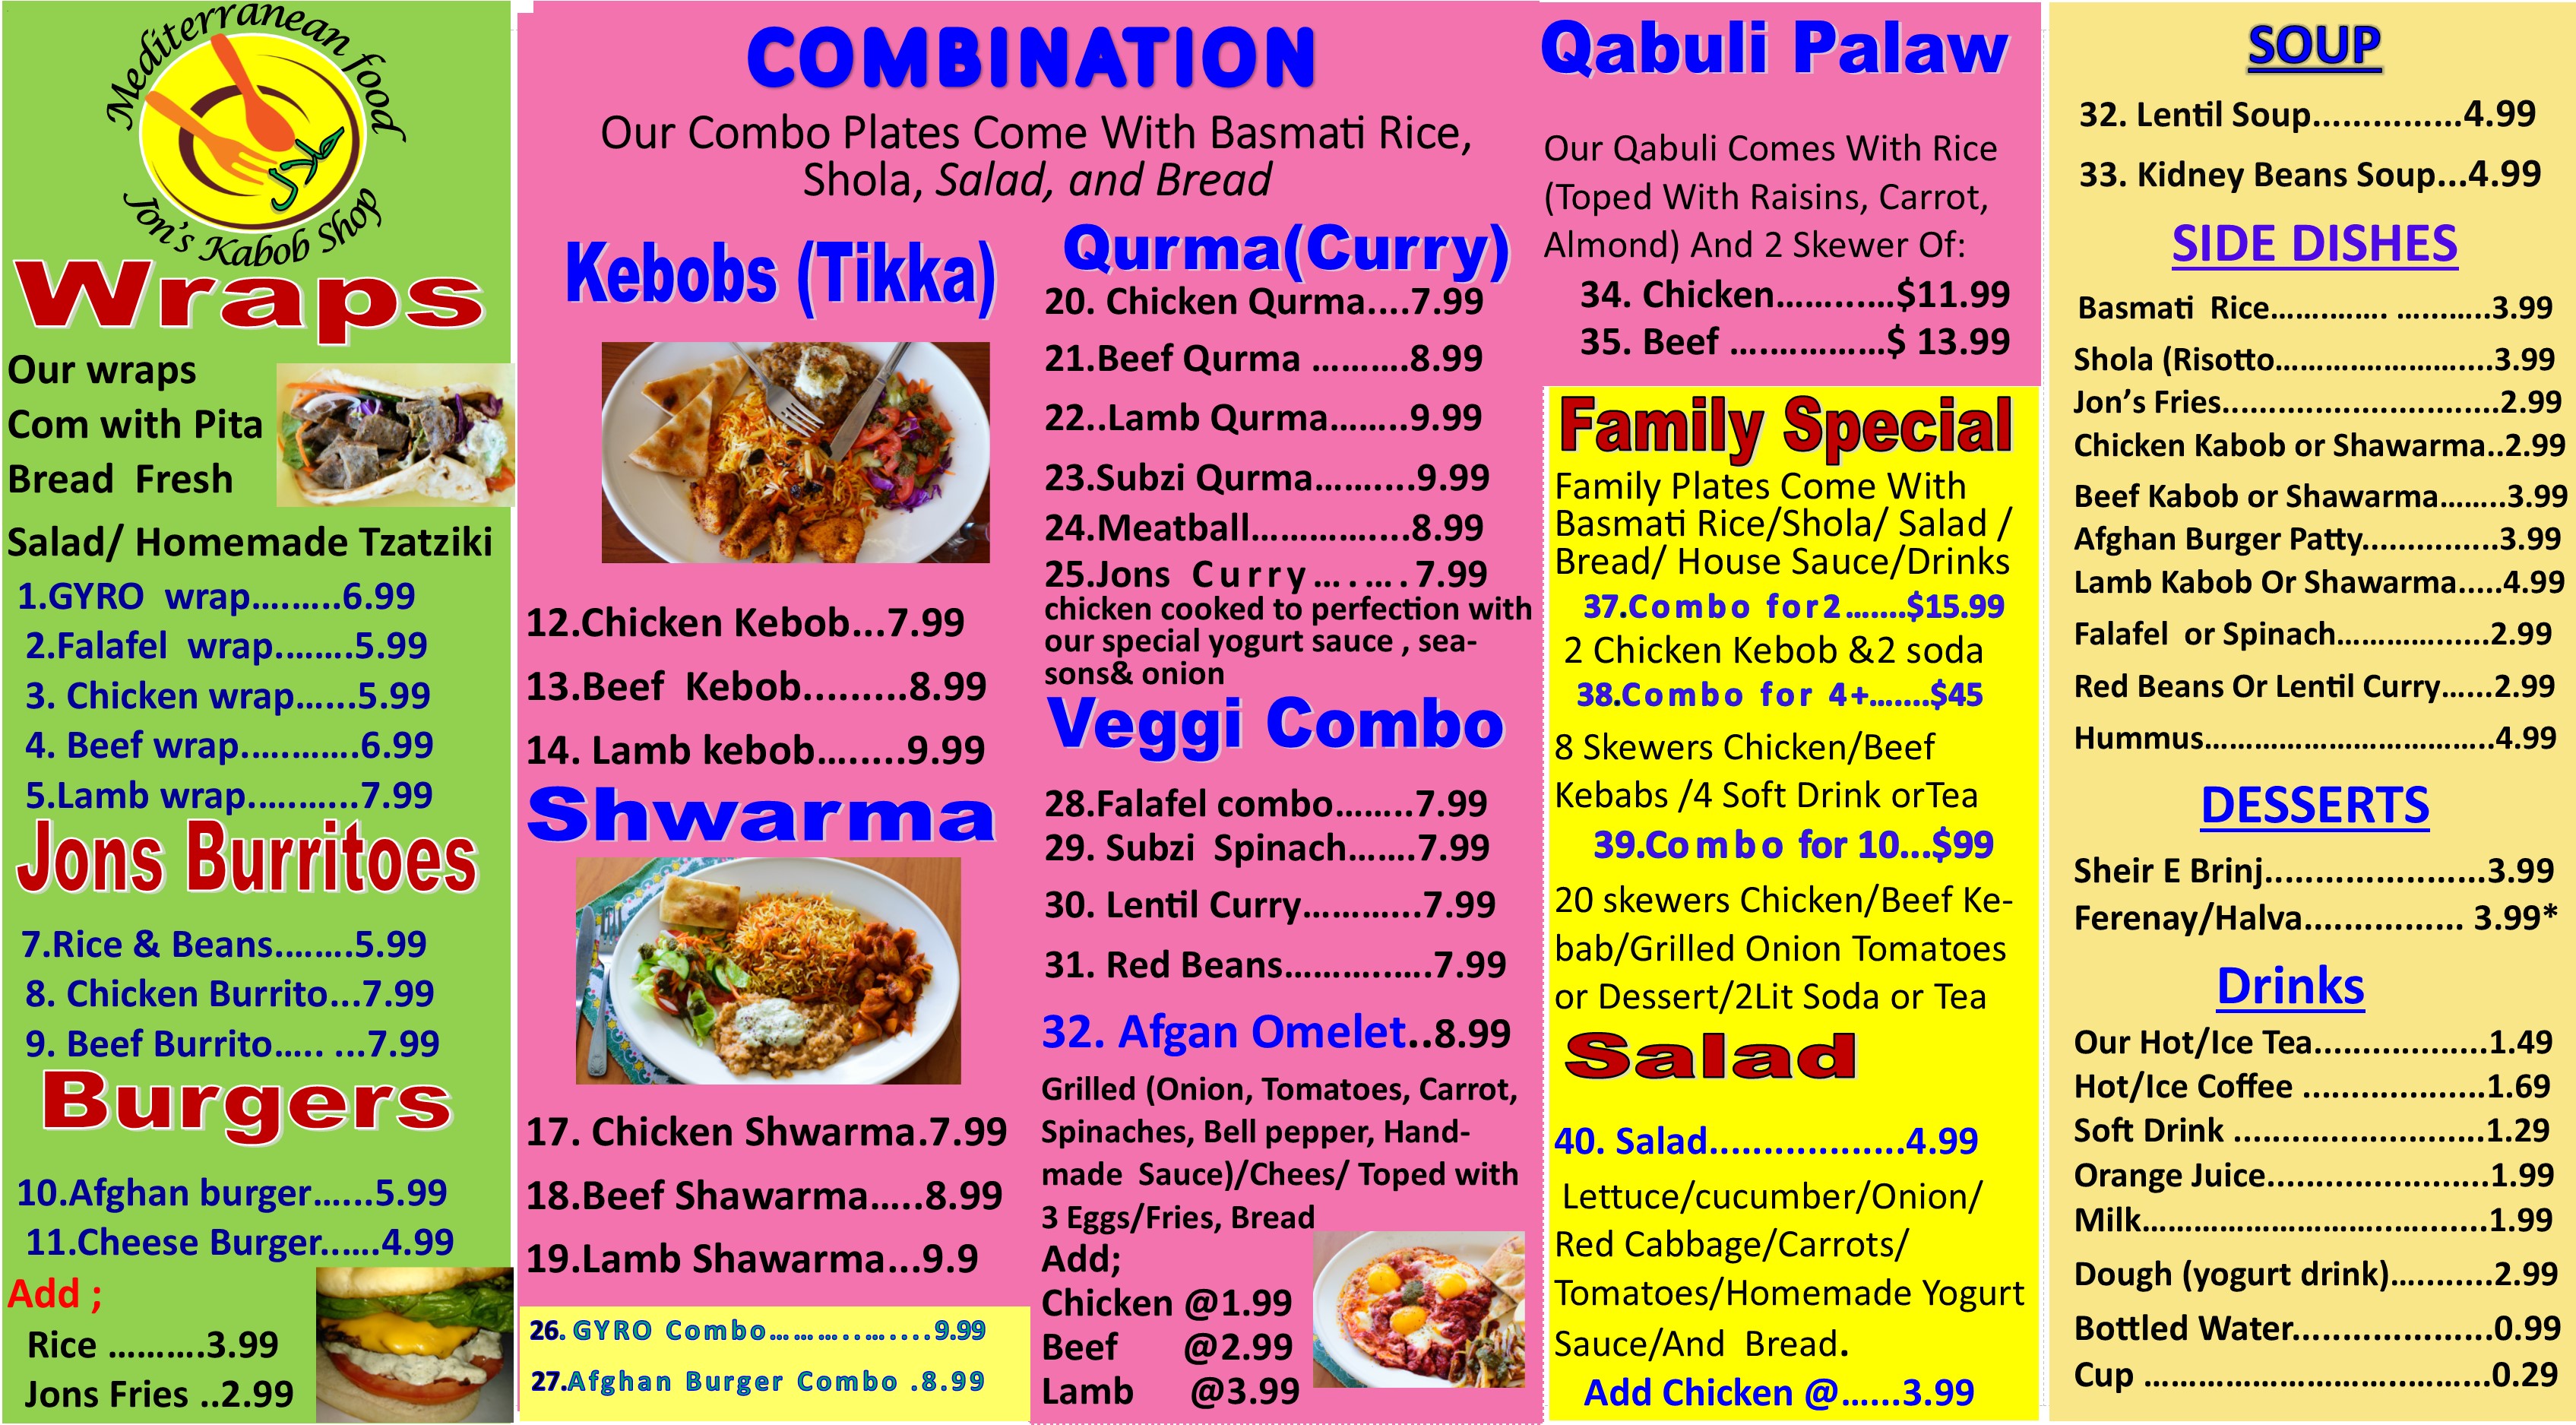 Mediterranean food
Jon's Kabob Shop
Wraps
Our wraps
Com with Pita
Bread Fresh
Salad/ Homemade Tzatziki
1.GYRO wrap.........6.99
2.Falafel wrap........5.99
3. Chicken wrap......5.99
4. Beef wrap............6.99
5.Lamb wrap...........7.99
Jons Burritoes
7.Rice & Beans........5.99
8. Chicken Burrito...7.99
9. Beef Burrito..... ...7.99
Burgers
10.Afghan burger......5.99
11.Cheese Burger......4.99
Add ;
Rice ..........3.99
Jons Fries ..2.99
COMBINATION
Our Combo Plates Come With Basmati Rice,
Shola, Salad, and Bread
Kebobs (Tikka)
12.Chicken Kebob...7.99
13.Beef Kebob.........8.99
14. Lamb kebob........9.99
Shwarma
17. Chicken Shwarma.7.99
18.Beef Shawarma.....8.99
19.Lamb Shawarma...9.9
26. GYRO Combo................9.99
27.Afghan Burger Combo .8.99
Qurma(Curry)
20. Chicken Qurma....7.99
21.Beef Qurma ..........8.99
22..Lamb Qurma........9.99
23.Subzi Qurma..........9.99
24.Meatball................8.99
25.Jons Curry........7.99
chicken cooked to perfection with
our special yogurt sauce , sea-
sons& onion
Veggi Combo
28.Falafel combo........7.99
29. Subzi Spinach.......7.99
30. Lentil Curry............7.99
31. Red Beans...............7.99
32. Afgan Omelet..8.99
Grilled (Onion, Tomatoes, Carrot,
Spinaches, Bell pepper, Hand-
made Sauce)/Chees/ Toped with
3 Eggs/Fries, Bread
Add;
Chicken @1.99
Beef @2.99
Lamb @3.99
Qabuli Palaw
Our Qabuli Comes With Rice
(Toped With Raisins, Carrot,
Almond) And 2 Skewer Of:
34. Chicken............$11.99
35. Beef ................$ 13.99
Family Special
Family Plates Come With
Basmati Rice/Shola/ Salad /
Bread/ House Sauce/Drinks
37.Combo for2.......$15.99
2 Chicken Kebob &2 soda
38.Combo for 4+.......$45
8 Skewers Chicken/Beef
Kebabs /4 Soft Drink orTea
39.Combo for 10...$99
20 skewers Chicken/Beef Ke-
bab/Grilled Onion Tomatoes
or Dessert/2Lit Soda or Tea
Salad
40. Salad..................4.99
Lettuce/cucumber/Onion/
Red Cabbage/Carrots/
Tomatoes/Homemade Yogurt
Sauce/And Bread.
Add Chicken @......3.99
SOUP
32. Lentil Soup...............4.99
33. Kidney Beans Soup...4.99
SIDE DISHES
Basmati Rice.............. ..........3.99
Shola (Risotto.........................3.99
Jon's Fries................................2.99
Chicken Kabob or Shawarma..2.99
Beef Kabob or Shawarma........3.99
Afghan Burger Patty...............3.99
Lamb Kabob Or Shawarma.....4.99
Falafel or Spinach.................2.99
Red Beans Or Lentil Curry......2.99
Hummus................................4.99
DESSERTS
Sheir E Brinj......................3.99
Ferenay/Halva................ 3.99*
Drinks
Our Hot/Ice Tea.................1.49
Hot/Ice Coffee ..................1.69
Soft Drink .........................1.29
Orange Juice......................1.99
Milk...................................1.99
Dough (yogurt drink)...........2.99
Bottled Water....................0.99
Cup ...................................0.29